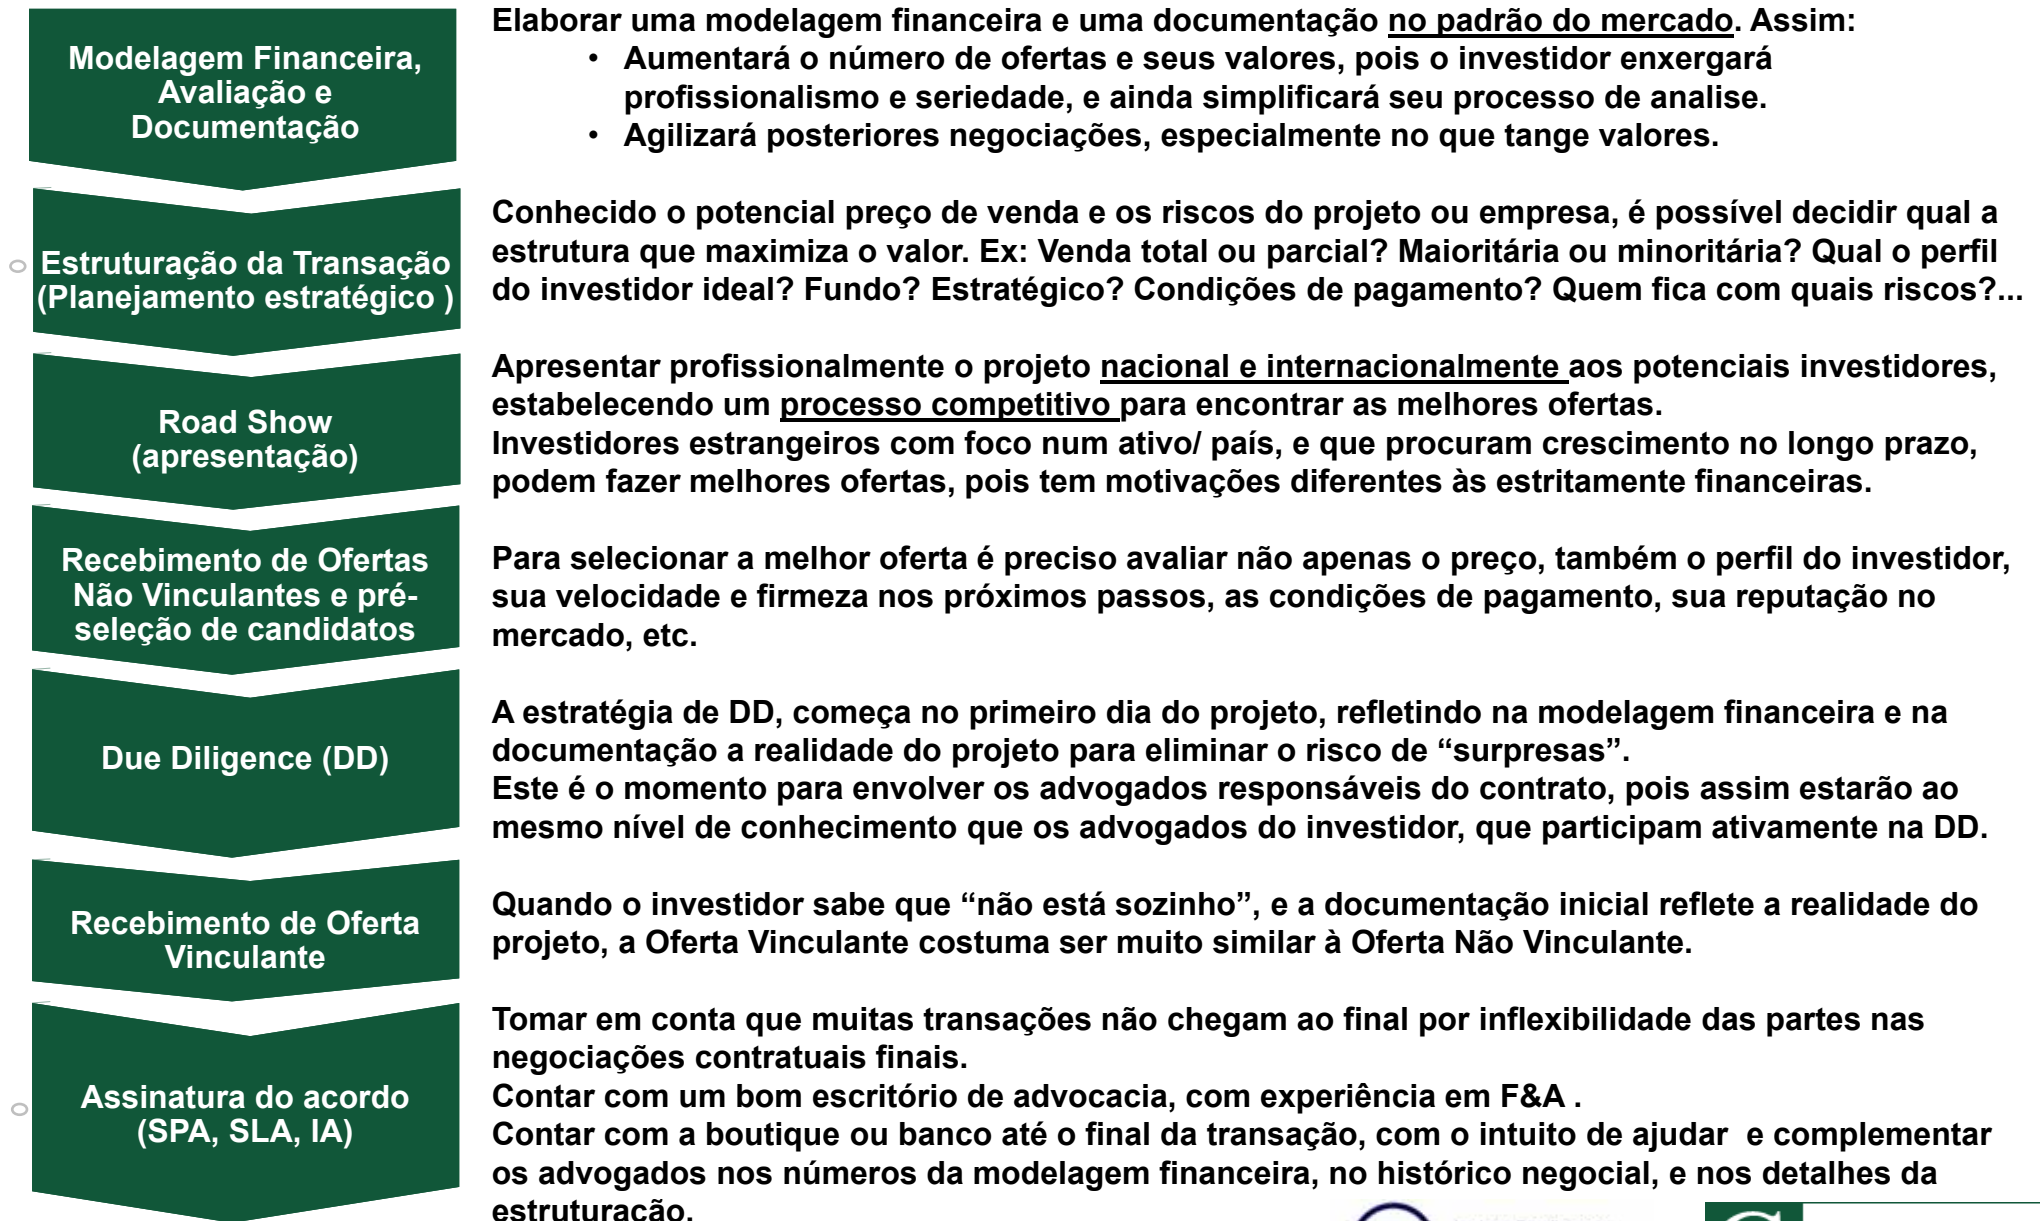 Modelagem Financeira,
Avaliação e
Documentação
Elaborar uma modelagem financeira e uma documentação no padrão do mercado. Assim:
• Aumentará o número de ofertas e seus valores, pois o investidor enxergará
profissionalismo e seriedade, e ainda simplificará seu processo de analise.
• Agilizará posteriores negociações, especialmente no que tange valores.
Estruturação da Transação
(Planejamento estratégico )
Conhecido o potencial preço de venda e os riscos do projeto ou empresa, é possível decidir qual a
estrutura que maximiza o valor. Ex: Venda total ou parcial? Maioritária ou minoritária? Qual o perfil
do investidor ideal? Fundo? Estratégico? Condições de pagamento? Quem fica com quais riscos?...
Road Show
(apresentação)
Apresentar profissionalmente o projeto nacional e internacionalmente aos potenciais investidores,
estabelecendo um processo competitivo para encontrar as melhores ofertas.
Investidores estrangeiros com foco num ativo/ país, e que procuram crescimento no longo prazo,
podem fazer melhores ofertas, pois tem motivações diferentes às estritamente financeiras.
Recebimento de Ofertas
Não Vinculantes e pré-
seleção de candidatos
Para selecionar a melhor oferta é preciso avaliar não apenas o preço, também o perfil do investidor,
sua velocidade e firmeza nos próximos passos, as condições de pagamento, sua reputação no
mercado, etc.
Due Diligence (DD)
A estratégia de DD, começa no primeiro dia do projeto, refletindo na modelagem financeira e na
documentação a realidade do projeto para eliminar o risco de “surpresas”.
Este é o momento para envolver os advogados responsáveis do contrato, pois assim estarão ao
mesmo nível de conhecimento que os advogados do investidor, que participam ativamente na DD.
Recebimento de Oferta
Vinculante
Quando o investidor sabe que “não está sozinho”, e a documentação inicial reflete a realidade do
projeto, a Oferta Vinculante costuma ser muito similar à Oferta Não Vinculante.
Assinatura do acordo
(SPA, SLA, IA)
Tomar em conta que muitas transações não chegam ao final por inflexibilidade das partes nas
negociações contratuais finais.
Contar com um bom escritório de advocacia, com experiência em F&A .
Contar com a boutique ou banco até o final da transação, com o intuito de ajudar  e complementar
os advogados nos números da modelagem financeira, no histórico negocial, e nos detalhes da
estruturação.